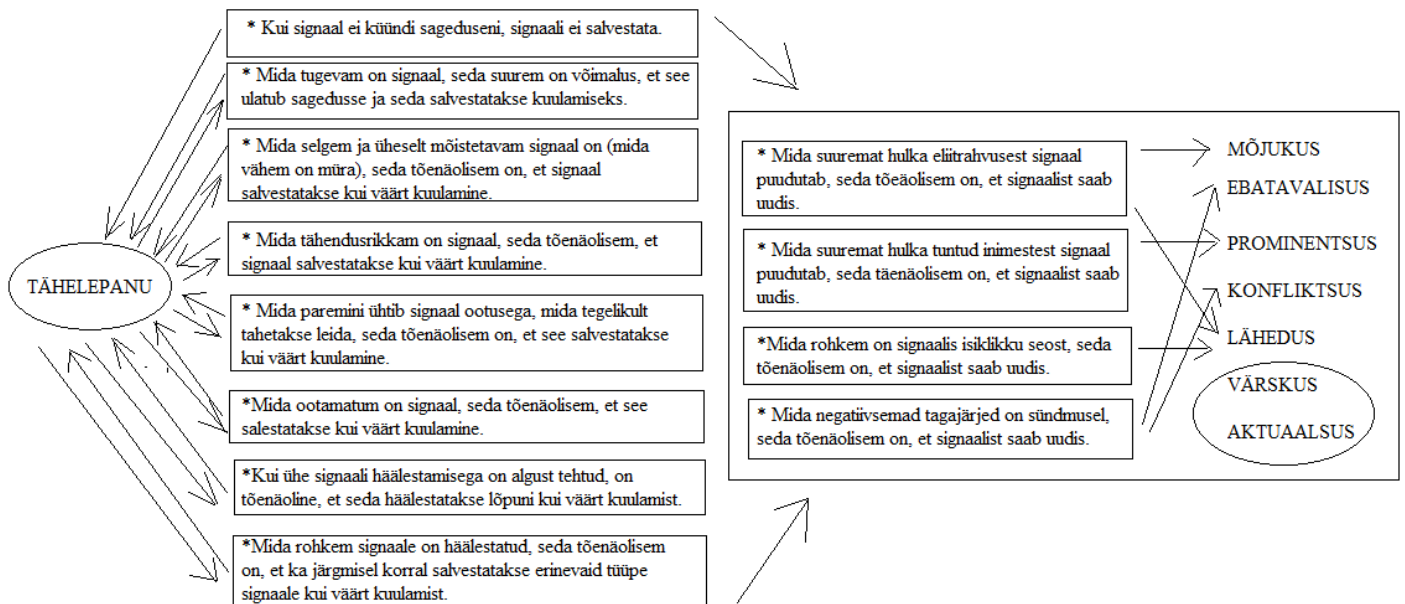 * Kui signaal ei küündi sageduseni, signaali ei salvestata.
* Mida tugevam on signaal, seda suurem on võimalus, et see
ulatub sagedusse ja seda salvestatakse kuulamiseks.
* Mida selgem ja üheselt mõistetavam signaal on (mida
vähem on müra), seda tõenäolisem on, et signaal
salvestatakse kui väärt kuulamine.
* Mida tähendusrikkam on signaal, seda tõenäolisem, et
signaal salvestatakse kui väärt kuulamine.
TÄHELEPANU
* Mida paremini ühtib signaal ootusega, mida tegelikult
tahetakse leida, seda tõenäolisem on, et see salvestatakse
kui väärt kuulamine.
*Mida ootamatum on signaal, seda tõenäolisem, et see
salestatakse kui väärt kuulamine.
*Kui ühe signaali häälestamisega on algust tehtud, on
tõenäoline, et seda häälestatakse lõpuni kui väärt kuulamist.
*Mida rohkem signaale on häälestatud, seda tõenäolisem
on, et ka järgmisel korral salvestatakse erinevaid tüüpe
signaale kui väärt kuulamist.
* Mida suuremat hulka eliitrahvusest signaal
puudutab, seda tõeäolisem on, et signaalist saab
uudis.
* Mida suuremat hulka tuntud inimestest signaal
puudutab, seda täenäolisem on, et signaalist saab
uudis.
*Mida rohkem on signaalis isiklikku seost, seda
tõenäolisem on, et signaalist saab uudis.
* Mida negatiivsemad tagajärjed on sündmusel,
seda tõenäolisem on, et signaalist saab uudis.
MÕJUKUS
EBATAVALISUS
PROMINENTSUS
KONFLIKTSUS
LÄHEDUS
VÄRSKUS
AKTUAALSUS